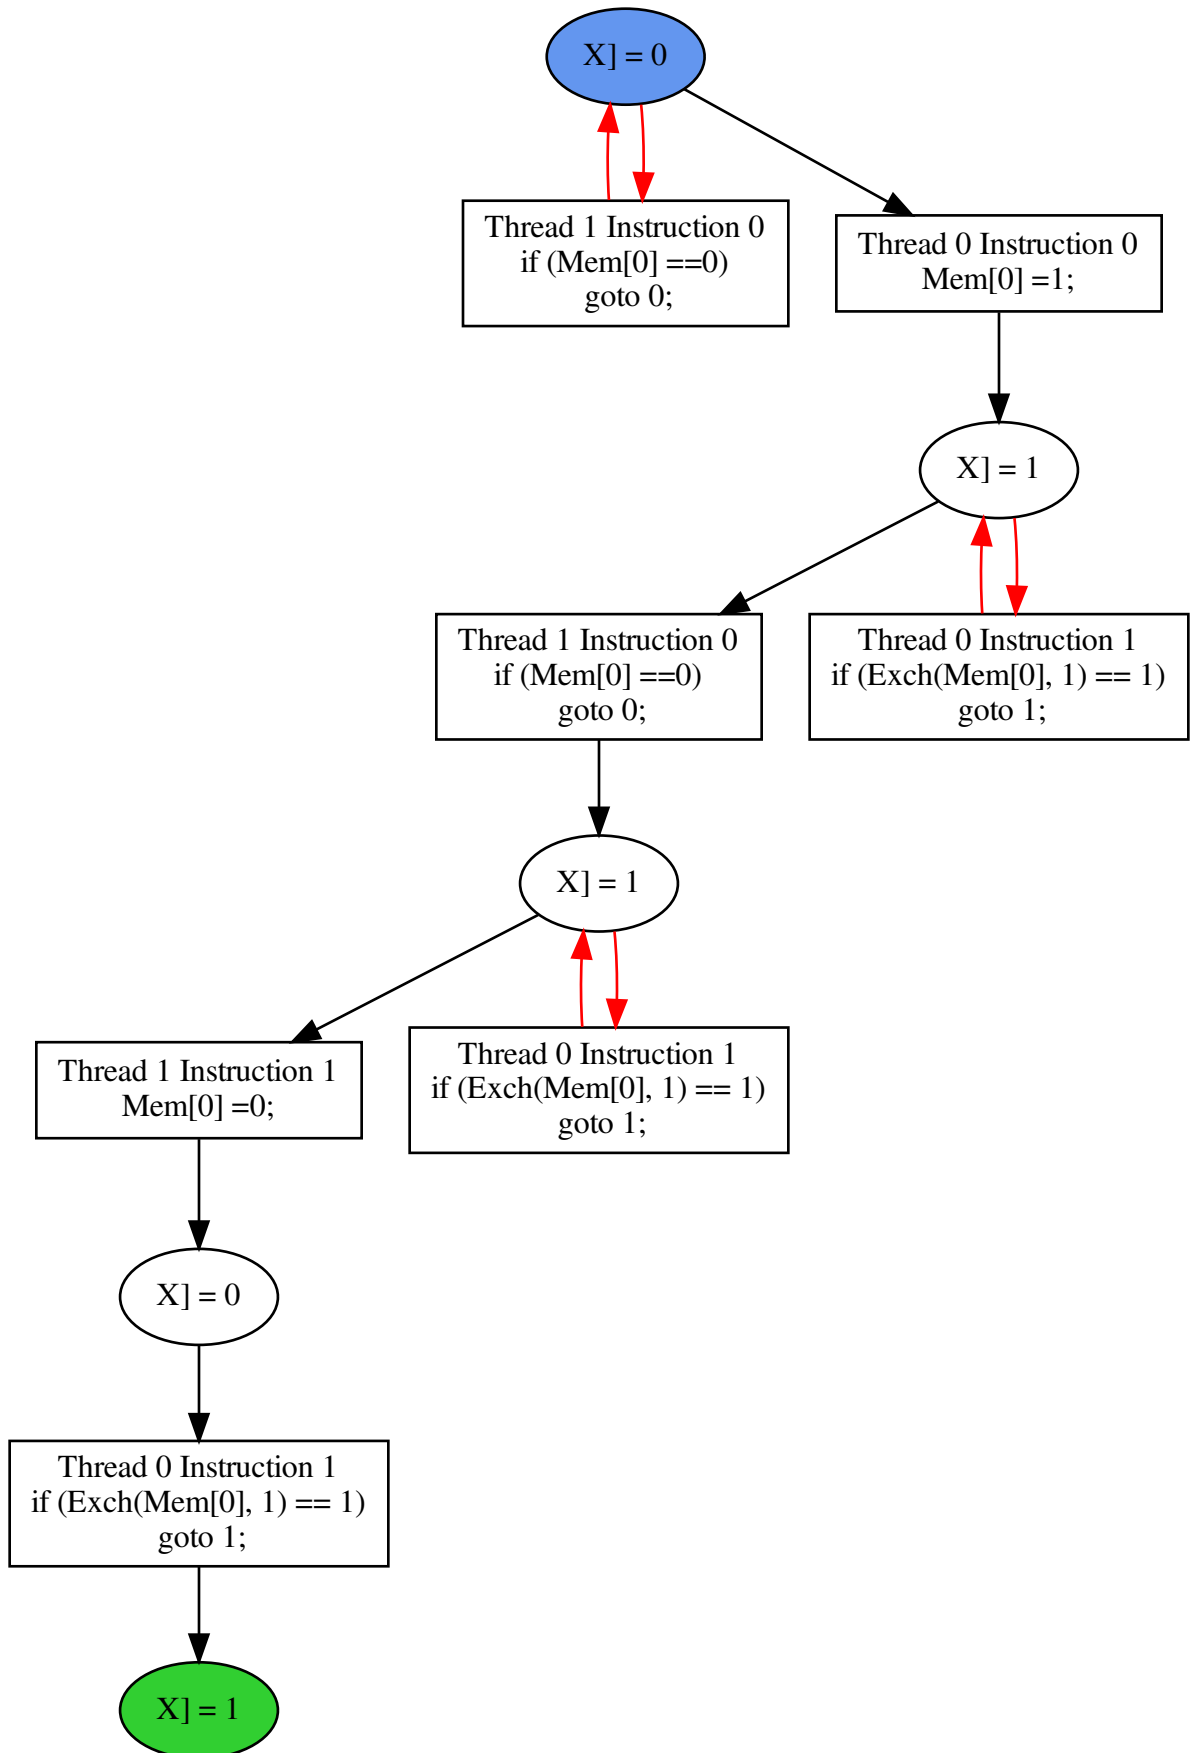 X] = 0
Thread 1 Instruction 0
if (Mem[0] ==0)
goto 0;
Thread 0 Instruction 0
Mem[0] =1;
X] = 1
Thread 1 Instruction 0
if (Mem[0] ==0)
goto 0;
Thread 0 Instruction 1
if (Exch(Mem[0], 1) == 1)
goto 1;
X] = 1
Thread 1 Instruction 1
Mem[0] =0;
Thread 0 Instruction 1
if (Exch(Mem[0], 1) == 1)
goto 1;
X] = 0
Thread 0 Instruction 1
if (Exch(Mem[0], 1) == 1)
goto 1;
X] = 1